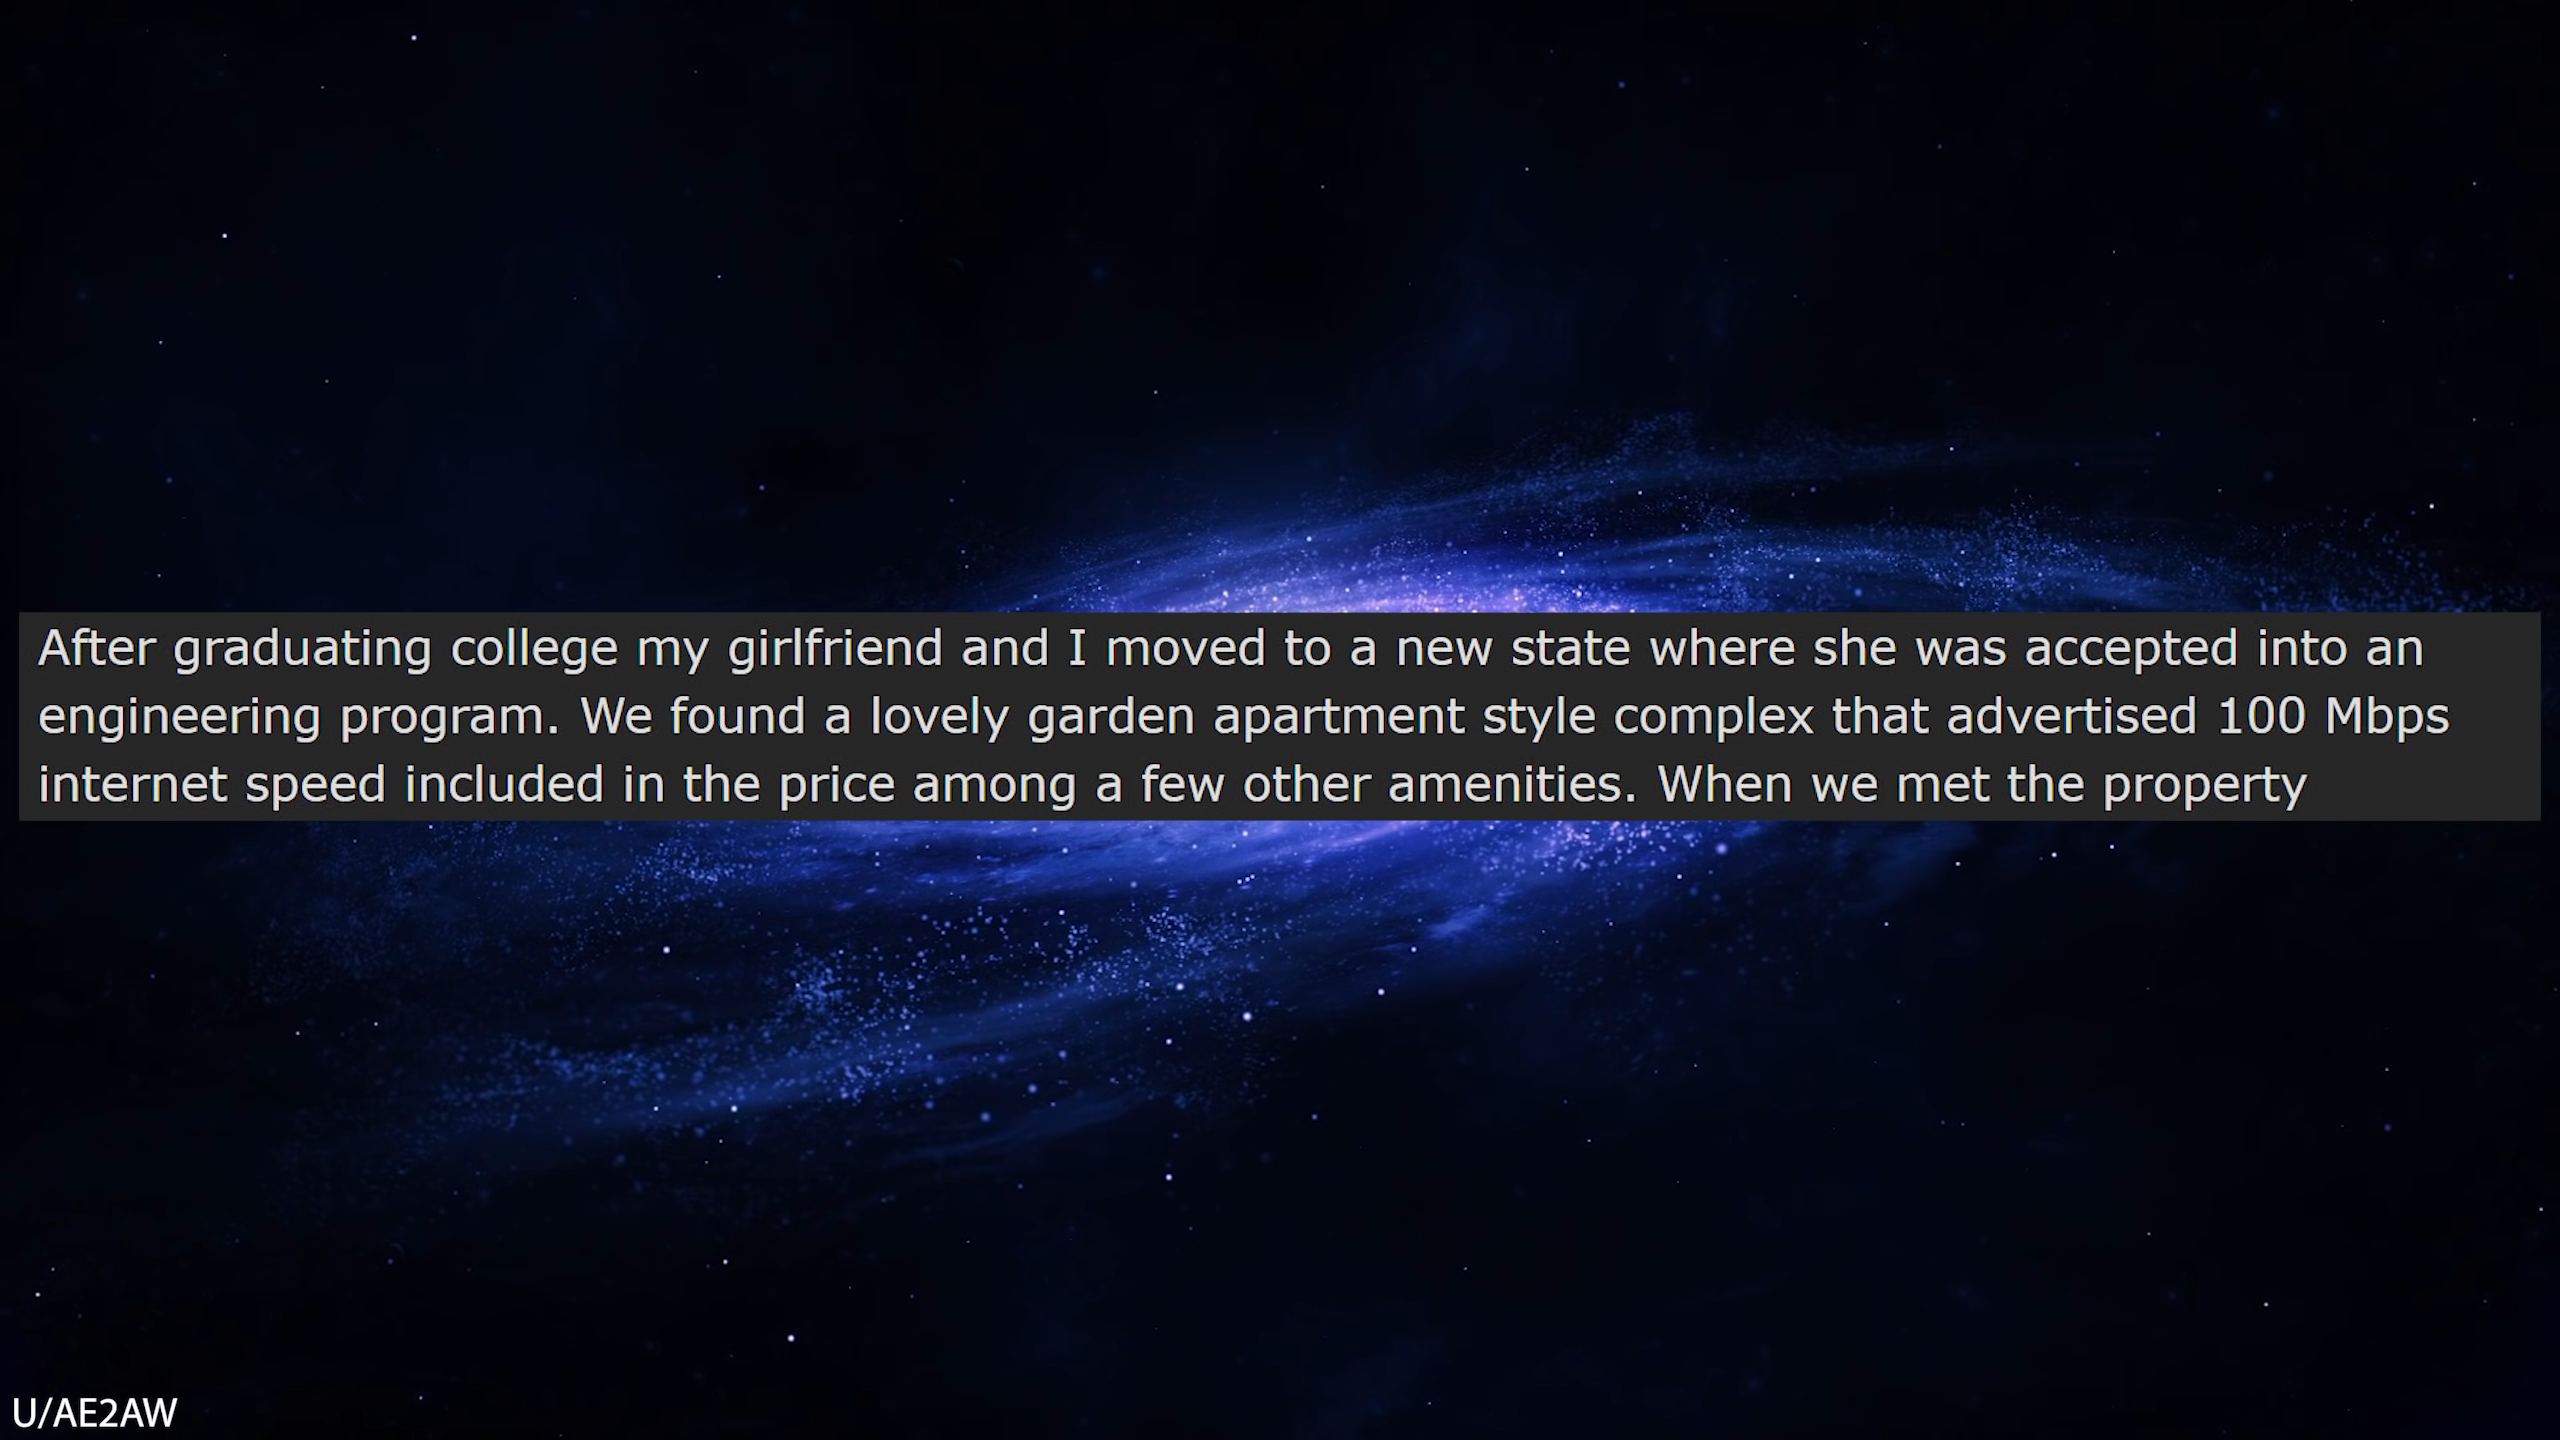 After graduating college my girlfriend and I moved to a new state where she was accepted into an
engineering program. We found a lovely garden apartment style complex that advertised 100 Mbps
internet speed included in the price among a few other amenities. When we met the property
U/AE2AW